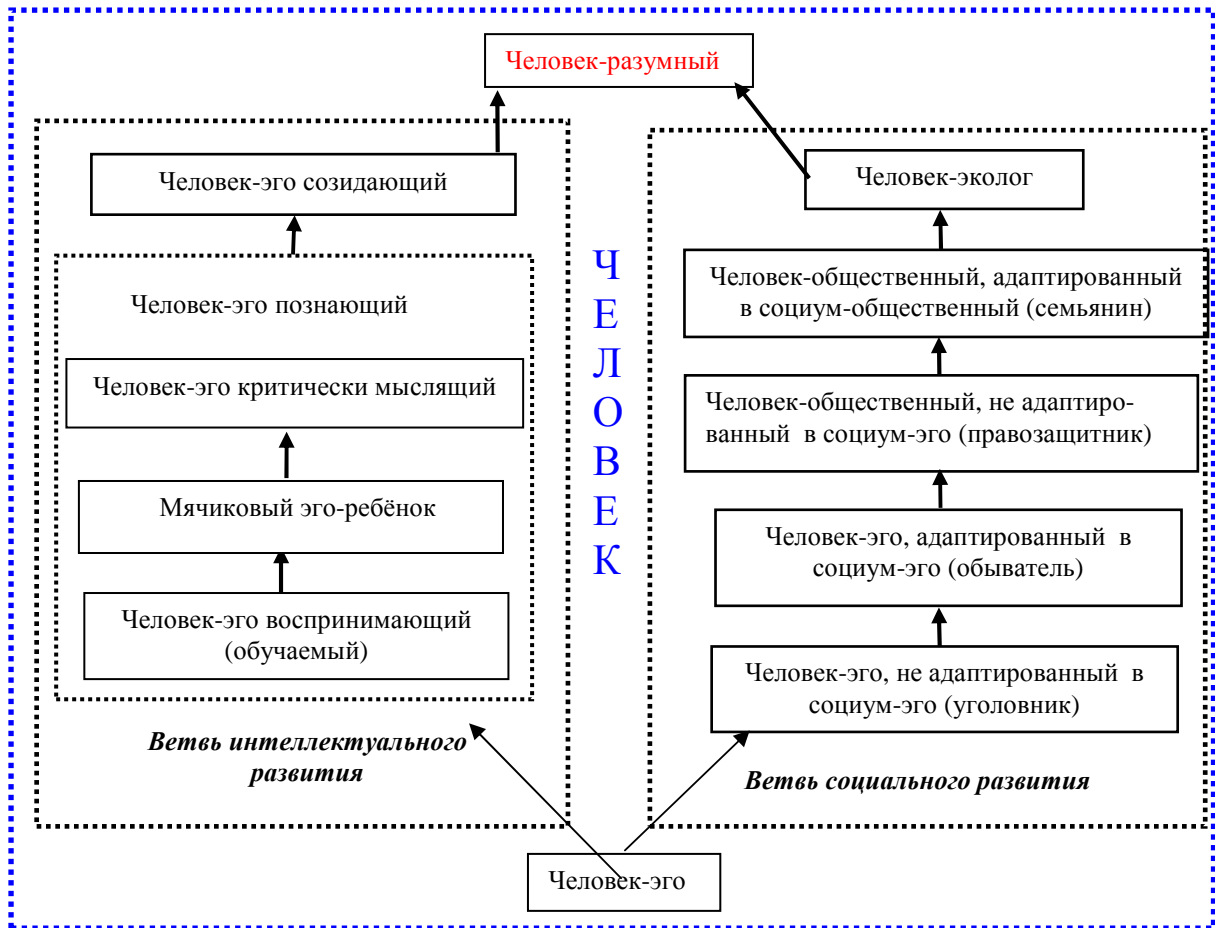 Человек-разумный
Человек-эго созидающий
Человек-эго познающий
Человек-эго критически мыслящий
Мячиковый эго-ребёнок
Человек-эго воспринимающий
(обучаемый)
Ветвь интеллектуального
развития
Ч
Е
Л
О
В
Е
К
Человек-эколог
Человек-общественный, адаптированный
в социум-общественный (семьянин)
Человек-общественный, не адаптиро-
ванный в социум-эго (правозащитник)
Человек-эго, адаптированный в
социум-эго (обыватель)
Человек-эго, не адаптированный в
социум-эго (уголовник)
Ветвь социального развития
Человек-эго